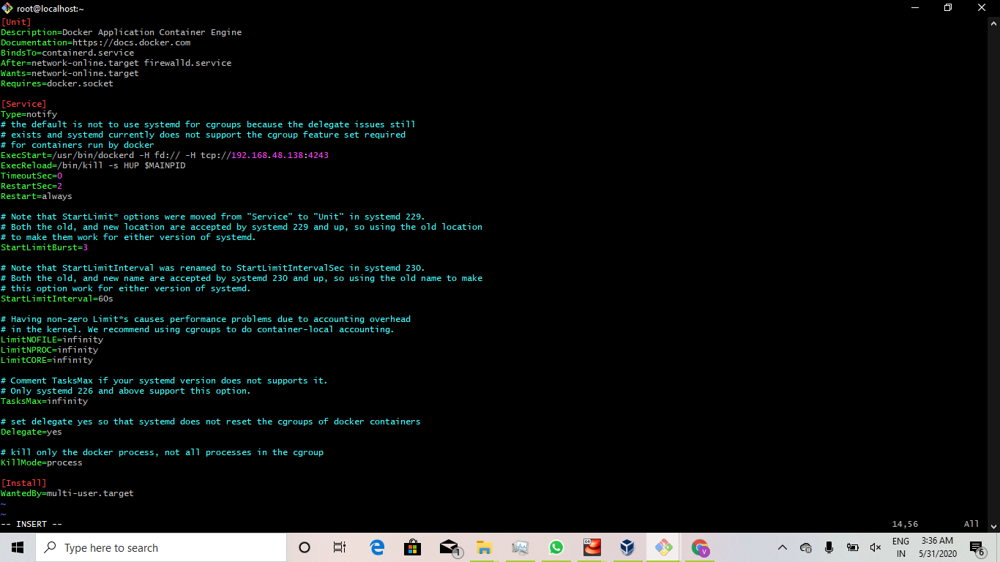 root@localhost:~
[Unit]
Description=Docker Application Container Engine
Documentation=https://docs.docker.com
BindsTo=containerd.service
After=network-online.target firewalld.service
Wants=network-online.target
Requires=docker.socket
[Service]
Type=notify
# the default is not to use systemd for cgroups because the delegate issues still
# exists and systemd currently does not support the cgroup feature set required
# for containers run by docker
ExecStart=/usr/bin/dockerd -H fd:// -H tcp://192.168.48.138:4243
ExecReload=/bin/kill -s HUP $MAINPID
TimeoutSec=0
RestartSec=2
Restart=always
# Note that StartLimit* options were moved from "Service" to "Unit" in systemd 229.
# Both the old, and new location are accepted by systemd 229 and up, so using the old location
# to make them work for either version of systemd.
StartLimitBurst=3
# Note that StartLimitInterval was renamed to StartLimitIntervalSec in systemd 230.
# Both the old, and new name are accepted by systemd 230 and up, so using the old name to make
# this option work for either version of systemd.
StartLimitInterval=60s
# Having non-zero Limit*s causes performance problems due to accounting overhead
# in the kernel. We recommend using cgroups to do container-local accounting.
LimitNOFILE=infinity
LimitNPROC=infinity
LimitCORE=infinity
# Comment TasksMax if your systemd version does not supports it.
# Only systemd 226 and above support this option.
TasksMax=infinity
# set delegate yes so that systemd does not reset the cgroups of docker containers
Delegate=yes
# kill only the docker process, not all processes in the cgroup
KillMode=process
[Install]
WantedBy=multi-user.target
~
~
-- INSERT -- 14,56 All
Type here to search
1
64
V
ENG
IN
3:36 AM
5/31/2020
6